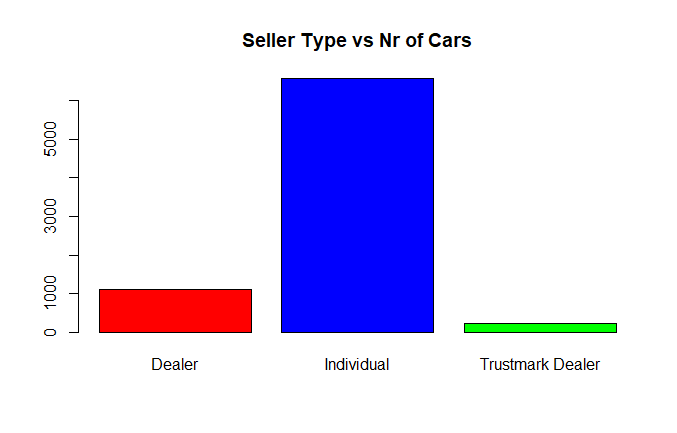 Seller Type vs Nr of Cars
5000
3000
1000
0
Dealer Individual Trustmark Dealer